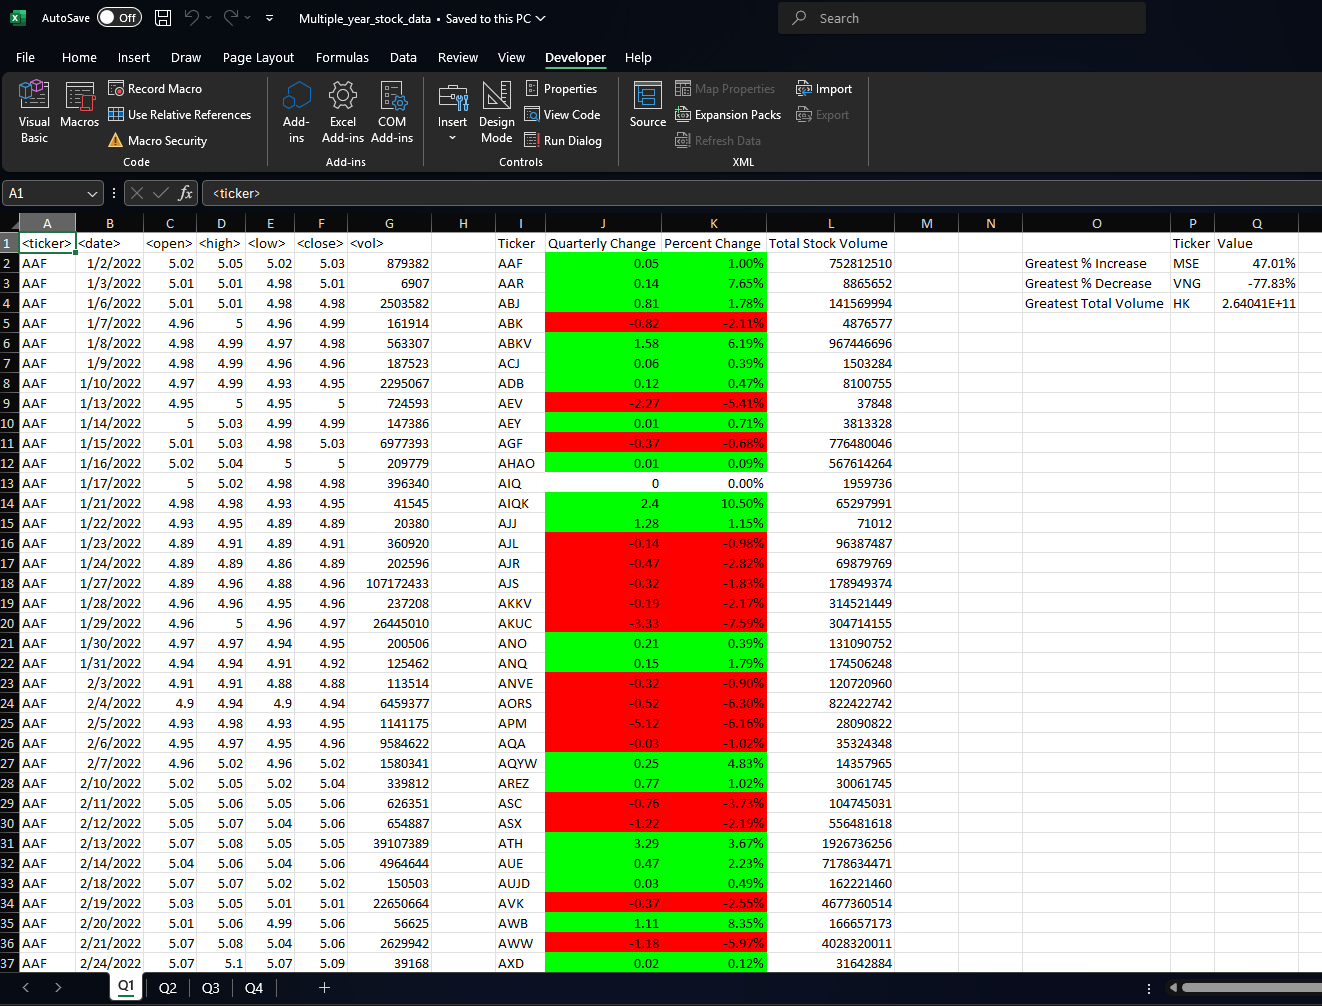 AutoSave Off Multiple_year_stock_data • Saved to this PC Search
File Home Insert Draw Page Layout Formulas Data Review View Developer Help
Visual Basic
Macros
Record Macro
Use Relative References
Macro Security
Code
Add-ins
Excel Add-ins
COM Add-ins
Add-ins
Insert
Design Mode
Properties
View Code
Run Dialog
Controls
Source
Map Properties
Expansion Packs
Refresh Data
Import
Export
XML
A1 fx <ticker>
A B C D E F G H I J K L M N O P Q
1 <ticker> <date> <open> <high> <low> <close> <vol> Ticker Quarterly Change Percent Change Total Stock Volume Ticker Value
2 AAF 1/2/2022 5.02 5.05 5.02 5.03 879382 AAF 0.05 1.00% 752812510 Greatest % Increase MSE 47.01%
3 AAF 1/3/2022 5.01 5.01 4.98 5.01 6907 AAR 0.14 7.65% 8865652 Greatest % Decrease VNG -77.83%
4 AAF 1/6/2022 5.01 5.01 4.98 4.98 2503582 ABJ 0.81 1.78% 141569994 Greatest Total Volume HK 2.64041E+11
5 AAF 1/7/2022 4.96 5 4.96 4.99 161914 ABK -0.82 -2.11% 4876577
6 AAF 1/8/2022 4.98 4.99 4.97 4.98 563307 ABKV 1.58 6.19% 967446696
7 AAF 1/9/2022 4.98 4.99 4.96 4.96 187523 ACJ 0.06 0.39% 1503284
8 AAF 1/10/2022 4.97 4.99 4.93 4.95 2295067 ADB 0.12 0.47% 8100755
9 AAF 1/13/2022 4.95 5 4.95 5 724593 AEV -2.27 -5.41% 37848
10 AAF 1/14/2022 5 5.03 4.99 4.99 147386 AEY 0.01 0.71% 3813328
11 AAF 1/15/2022 5.01 5.03 4.98 5.03 6977393 AGF -0.37 -0.68% 776480046
12 AAF 1/16/2022 5.02 5.04 5 5 209779 AHAO 0.01 0.09% 567614264
13 AAF 1/17/2022 5 5.02 4.98 4.98 396340 AIQ 0 0.00% 1959736
14 AAF 1/21/2022 4.98 4.98 4.93 4.95 41545 AIQK 2.4 10.50% 65297991
15 AAF 1/22/2022 4.93 4.95 4.89 4.89 20380 AJJ 1.28 1.15% 71012
16 AAF 1/23/2022 4.89 4.91 4.89 4.91 360920 AJL -0.14 -0.98% 96387487
17 AAF 1/24/2022 4.89 4.89 4.86 4.89 202596 AJR -0.47 -2.82% 69879769
18 AAF 1/27/2022 4.89 4.96 4.88 4.96 107172433 AJS -0.32 -1.83% 178949374
19 AAF 1/28/2022 4.96 4.96 4.95 4.96 237208 AKKV -0.19 -2.17% 314521449
20 AAF 1/29/2022 4.96 5 4.96 4.97 26445010 AKUC -3.33 -7.59% 304714155
21 AAF 1/30/2022 4.97 4.97 4.94 4.95 200506 ANO 0.21 0.39% 131090752
22 AAF 1/31/2022 4.94 4.94 4.91 4.92 125462 ANQ 0.15 1.79% 174506248
23 AAF 2/3/2022 4.91 4.91 4.88 4.88 113514 ANVE -0.32 -0.90% 120720960
24 AAF 2/4/2022 4.9 4.94 4.9 4.94 6459377 AORS -0.52 -6.30% 822422742
25 AAF 2/5/2022 4.93 4.98 4.93 4.95 1141175 APM -5.12 -6.16% 28090822
26 AAF 2/6/2022 4.95 4.97 4.95 4.96 9584622 AQA -0.03 -1.02% 35324348
27 AAF 2/7/2022 4.96 5.02 4.96 5.02 1580341 AQYW 0.25 4.83% 14357965
28 AAF 2/10/2022 5.02 5.05 5.02 5.04 339812 AREZ 0.77 1.02% 30061745
29 AAF 2/11/2022 5.05 5.06 5.05 5.06 626351 ASC -0.76 -3.73% 104745031
30 AAF 2/12/2022 5.05 5.07 5.04 5.06 654887 ASX -1.22 -2.19% 556481618
31 AAF 2/13/2022 5.07 5.08 5.05 5.05 39107389 ATH 3.29 3.67% 1926736256
32 AAF 2/14/2022 5.04 5.06 5.04 5.06 4964644 AUE 0.47 2.23% 7178634471
33 AAF 2/18/2022 5.07 5.07 5.02 5.02 150503 AUJD 0.03 0.49% 162221460
34 AAF 2/19/2022 5.03 5.05 5.01 5.01 22650664 AVK -0.37 -2.55% 4677360514
35 AAF 2/20/2022 5.01 5.06 4.99 5.06 56625 AWB 1.11 8.35% 166657173
36 AAF 2/21/2022 5.07 5.08 5.04 5.06 2629942 AWW -1.18 -5.97% 4028320011
37 AAF 2/24/2022 5.07 5.1 5.07 5.09 39168 AXD 0.02 0.12% 31642884
Q1 Q2 Q3 Q4